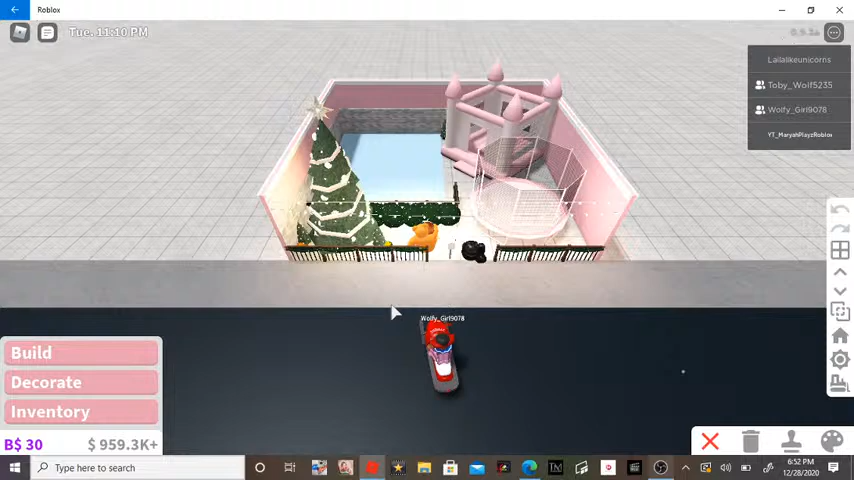 Roblox
Tue. 11:10 PM
Lailalikeunicorns
Toby_Wolf5235
Wolfy_Girl9078
YT_MaryahPlayzRoblox
Wolfy_Girl9078
Build
Decorate
Inventory
B$ 30
$ 959.3K+
Type here to search
6:52 PM
12/28/2020